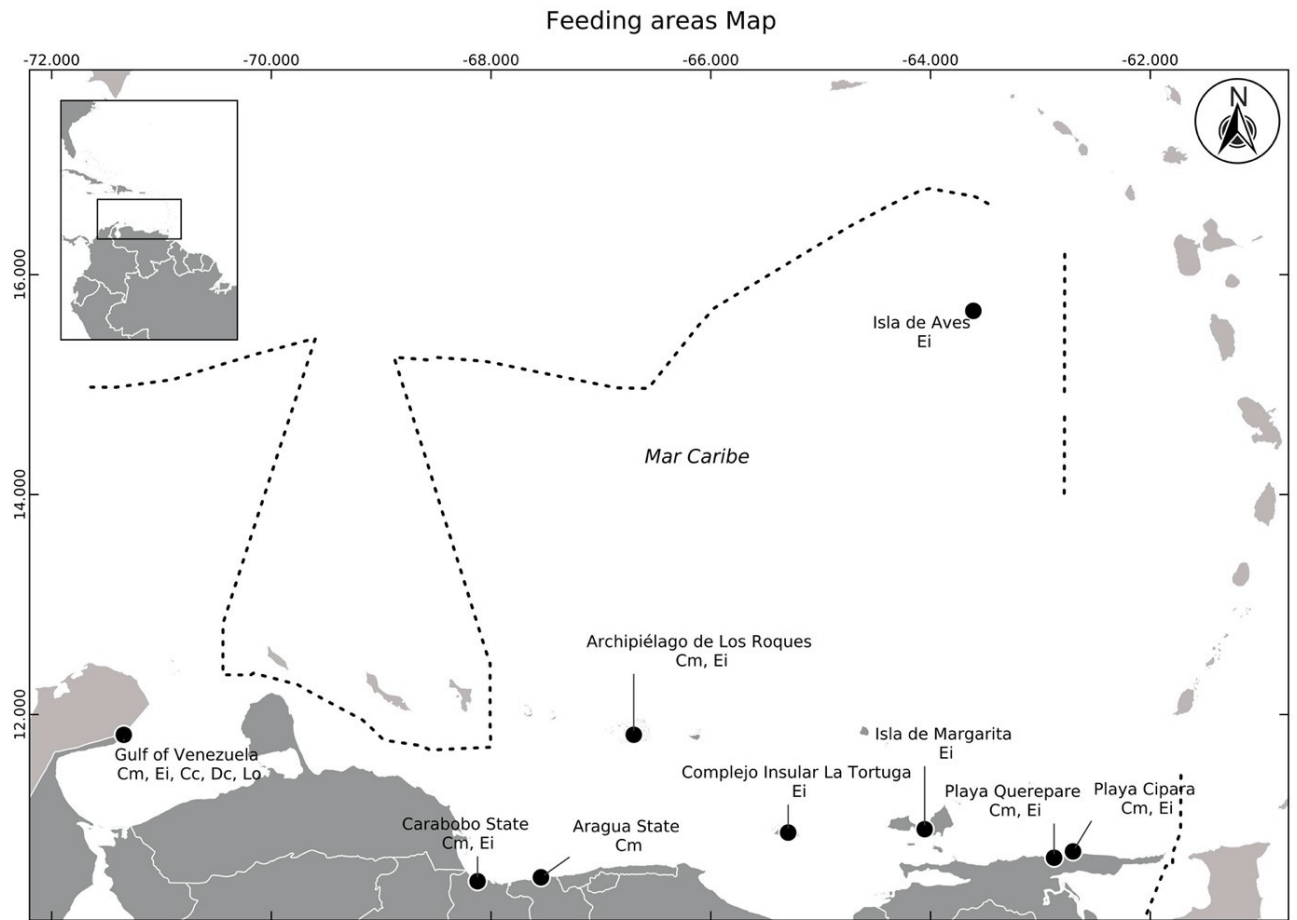 Feeding areas Map
-72.000
-70.000
-68.000
-66.000
-64.000
-62.000
N
16.000
Isla de Aves
Ei
Mar Caribe
14.000
Archipiélago de Los Roques
Cm, Ei
12.000
Gulf of Venezuela
Cm, Ei, Cc, Dc, Lo
Isla de Margarita
Ei
Complejo Insular La Tortuga
Ei
Playa Querepare
Cm, Ei
Playa Cipara
Cm, Ei
Carabobo State
Cm, Ei
Aragua State
Cm